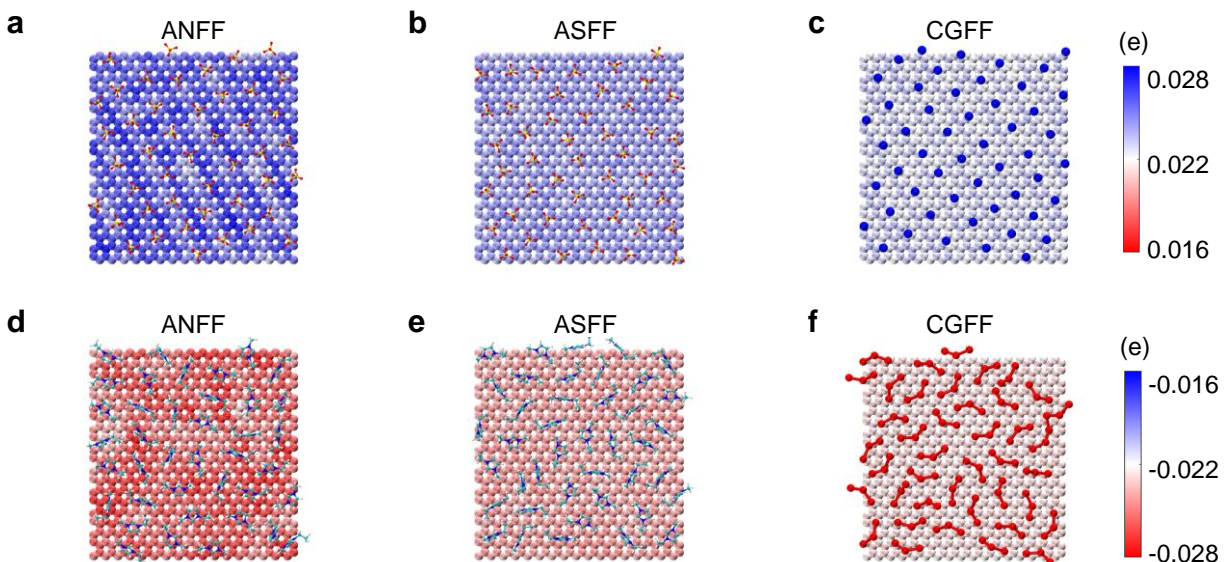 a
ANFF
b
ASFF
c
CGFF
(e)
0.028
0.022
0.016
d
ANFF
e
ASFF
f
CGFF
(e)
-0.016
-0.022
-0.028